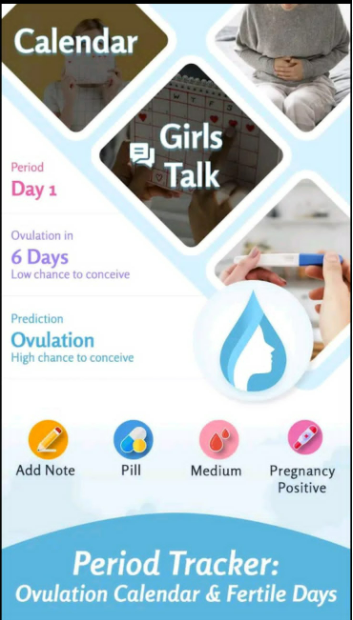 Calendar
Girls
Talk
Period
Day 1
Ovulation in
6 Days
Low chance to conceive
Prediction
Ovulation
High chance to conceive
Add Note
Pill
Medium
Pregnancy
Positive
Period Tracker:
Ovulation Calendar & Fertile Days